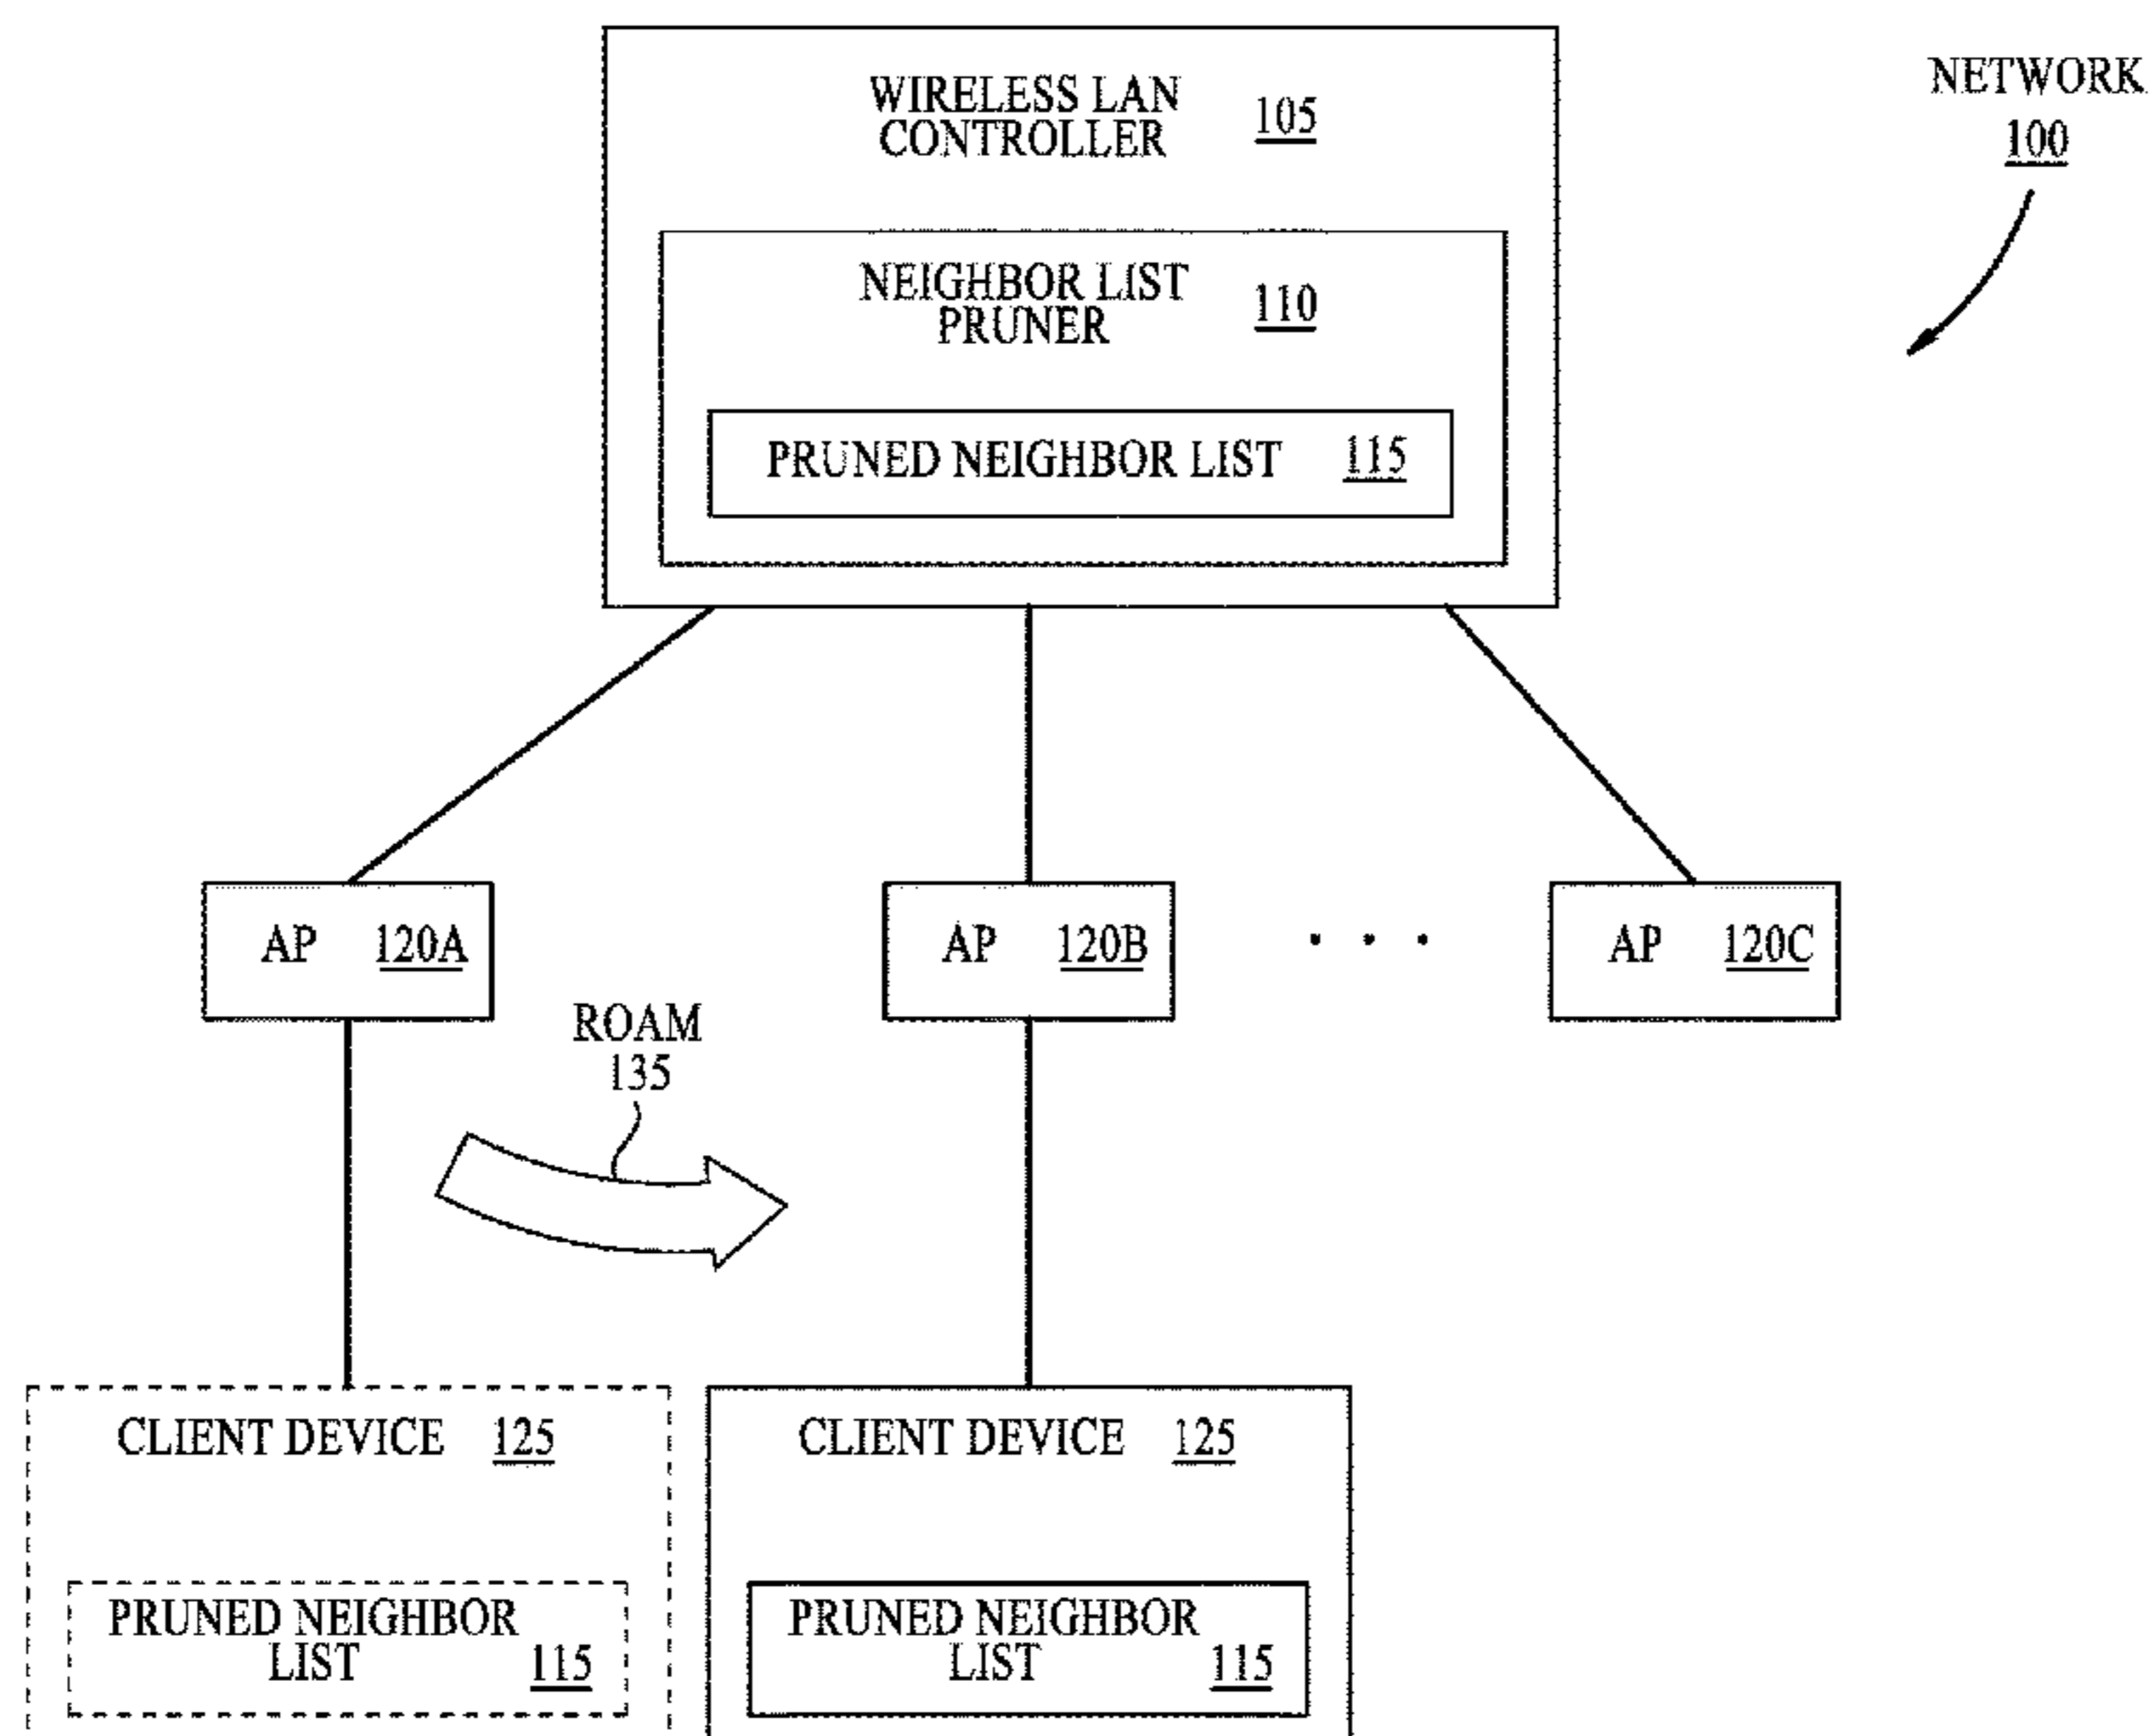 WIRELESS LAN
CONTROLLER 105
NETWORK
100
NEIGHBOR LIST
PRUNER 110
PRUNED NEIGHBOR LIST 115
AP 120A
AP 120B
AP 120C
ROAM
135
CLIENT DEVICE 125
PRUNED NEIGHBOR
LIST 115
CLIENT DEVICE 125
PRUNED NEIGHBOR
LIST 115